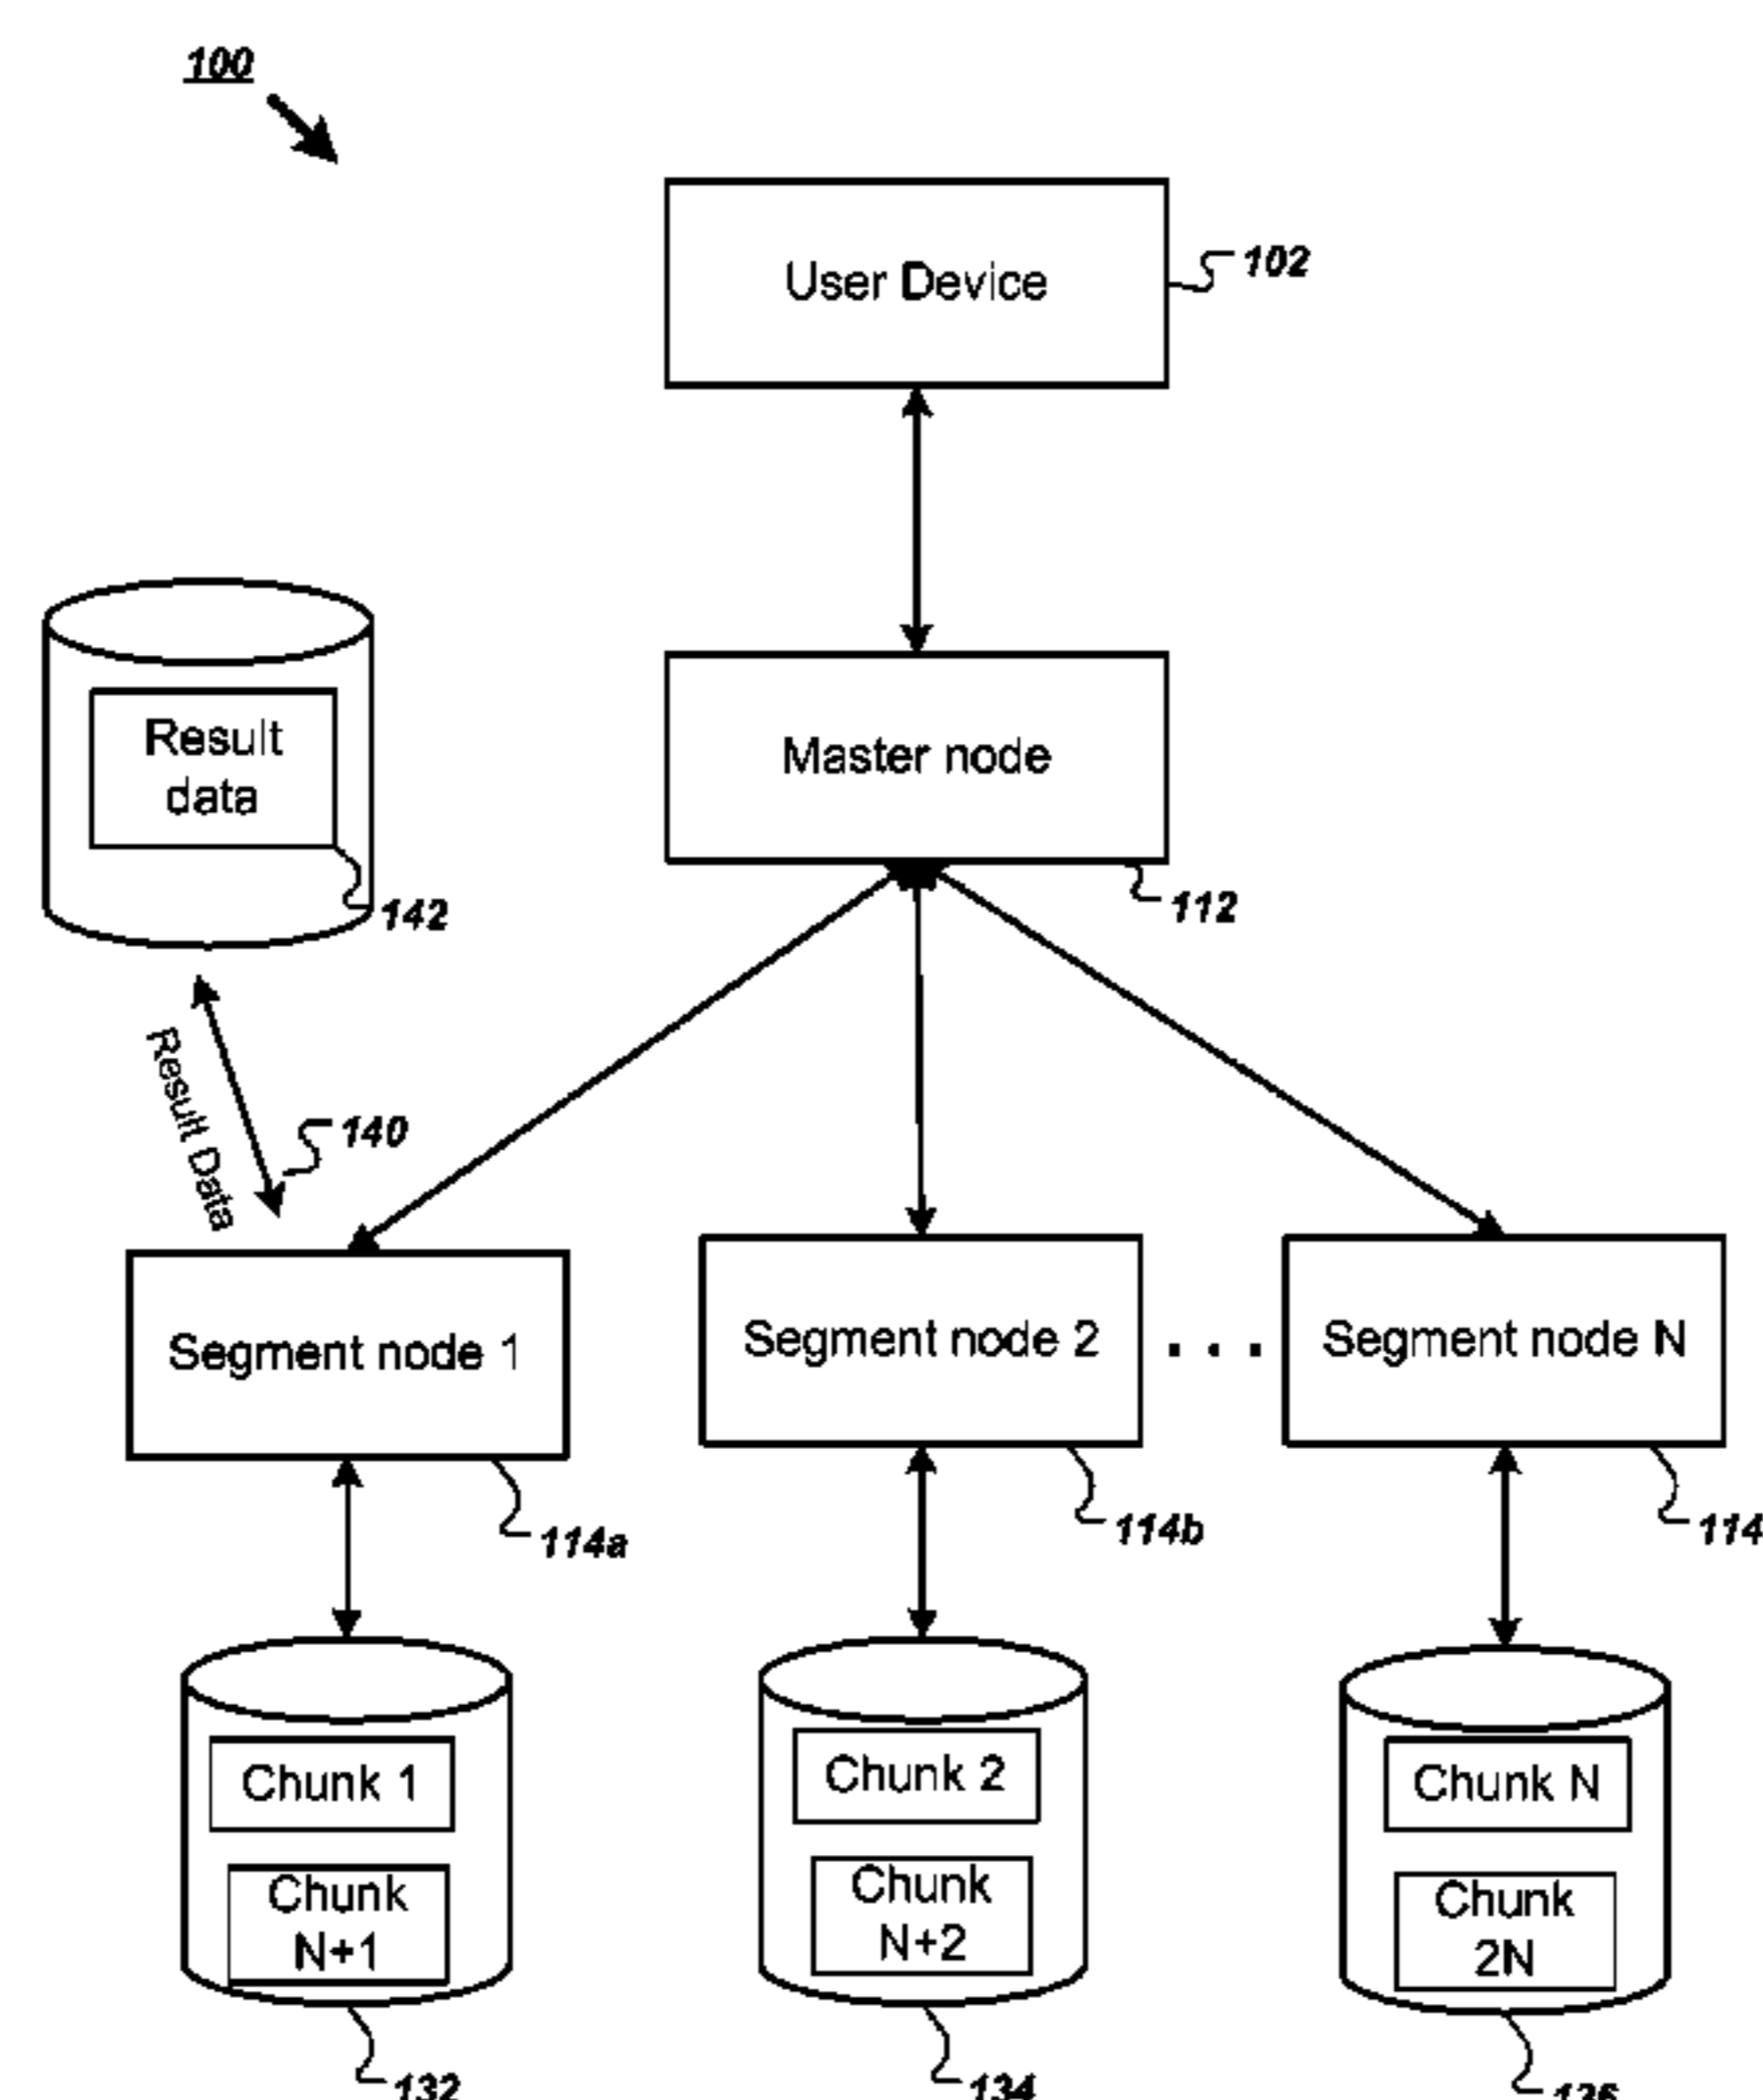 100
User Device
102
Result
data
142
Master node
112
Result Data
140
Segment node 1
Segment node 2
. . .
Segment node N
114a
114b
114
Chunk 1
Chunk
N+1
Chunk 2
Chunk
N+2
Chunk N
Chunk
2N
132
134